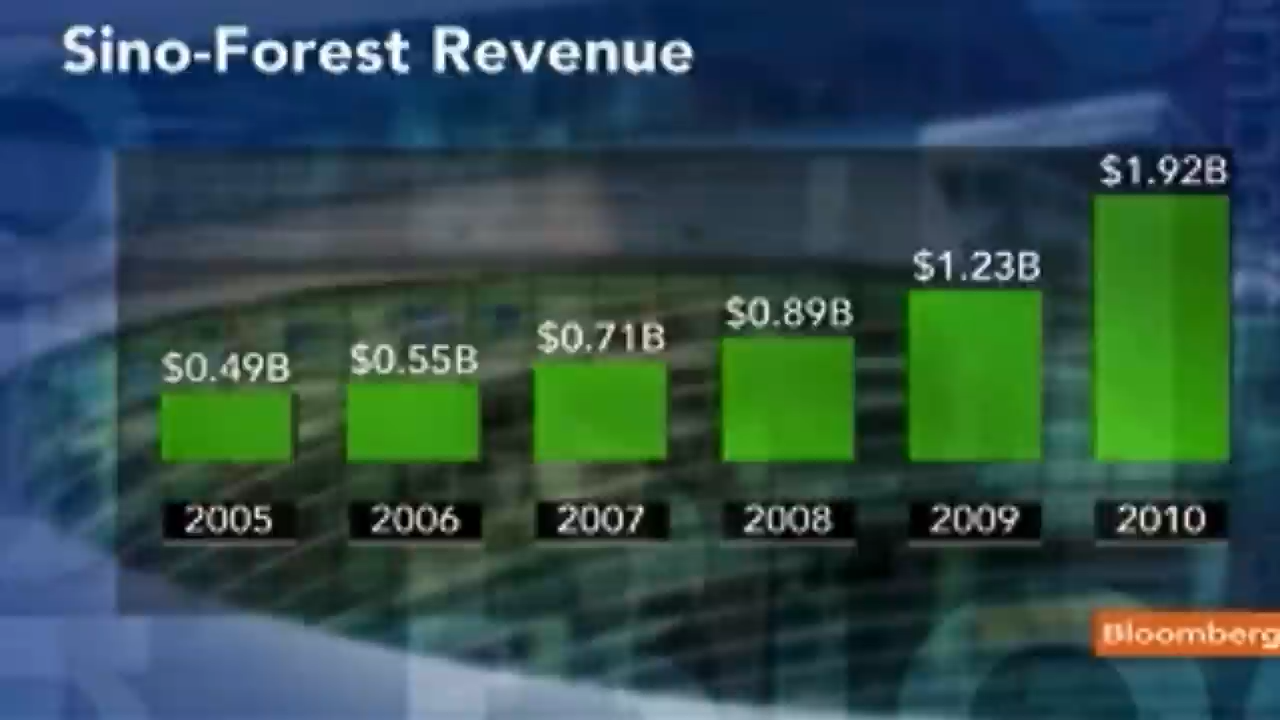 Sino-Forest Revenue
$0.49B
$0.55B
$0.71B
$0.89B
$1.23B
$1.92B
2005
2006
2007
2008
2009
2010
Bloomberg